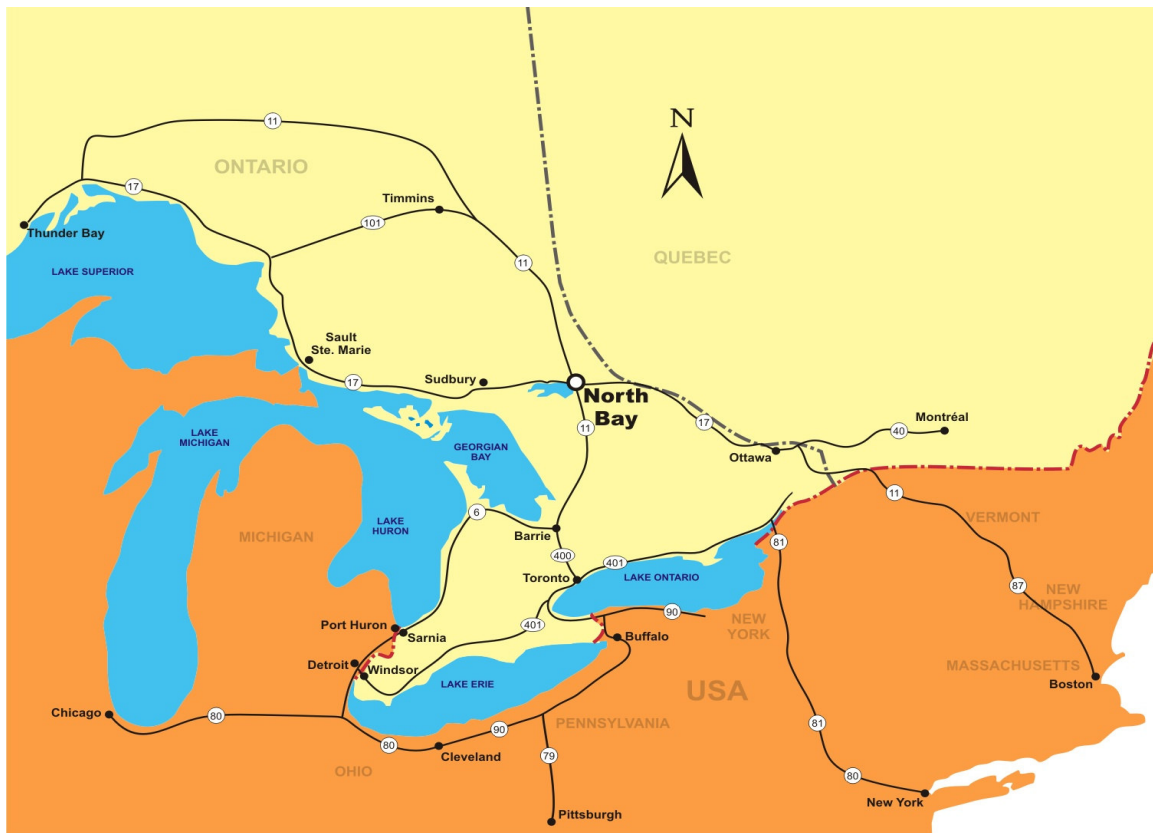 N
11
ONTARIO
17
Timmins
101
Thunder Bay
11
QUEBEC
LAKE SUPERIOR
Sault
Ste. Marie
17
Sudbury
North
Bay
11
17
Montréal
40
Ottawa
LAKE
MICHIGAN
GEORGIAN
BAY
11
6
LAKE
HURON
MICHIGAN
VERMONT
Barrie
81
400
401
Toronto
LAKE ONTARIO
87
NEW
HAMPSHIRE
90
NEW
YORK
Port Huron
Sarnia
401
Buffalo
Detroit
Windsor
MASSACHUSETTS
Boston
LAKE ERIE
USA
Chicago
80
PENNSYLVANIA
90
81
80
Cleveland
79
OHIO
80
New York
Pittsburgh